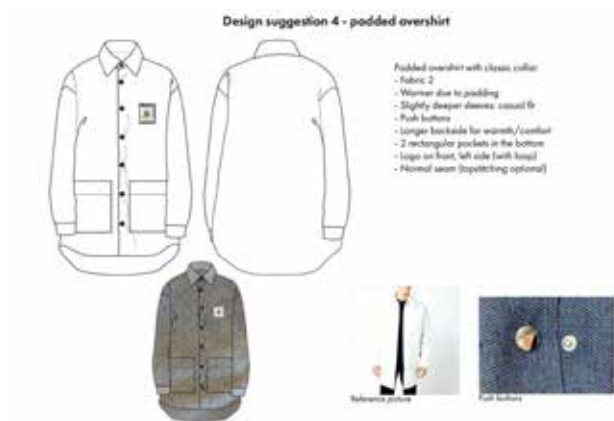 Design suggestion 4 - padded overshirt
Padded overshirt with classic collar:
- Fabric 2
- Warmer due to padding
- Slightly deeper sleeves: casual fit
- Push buttons
- Longer backside for warmth/comfort
- 2 rectangular pockets in the bottom
- Logo on front, left side (with loop)
- Normal seam (topstitching optional)
Reference picture
Push buttons